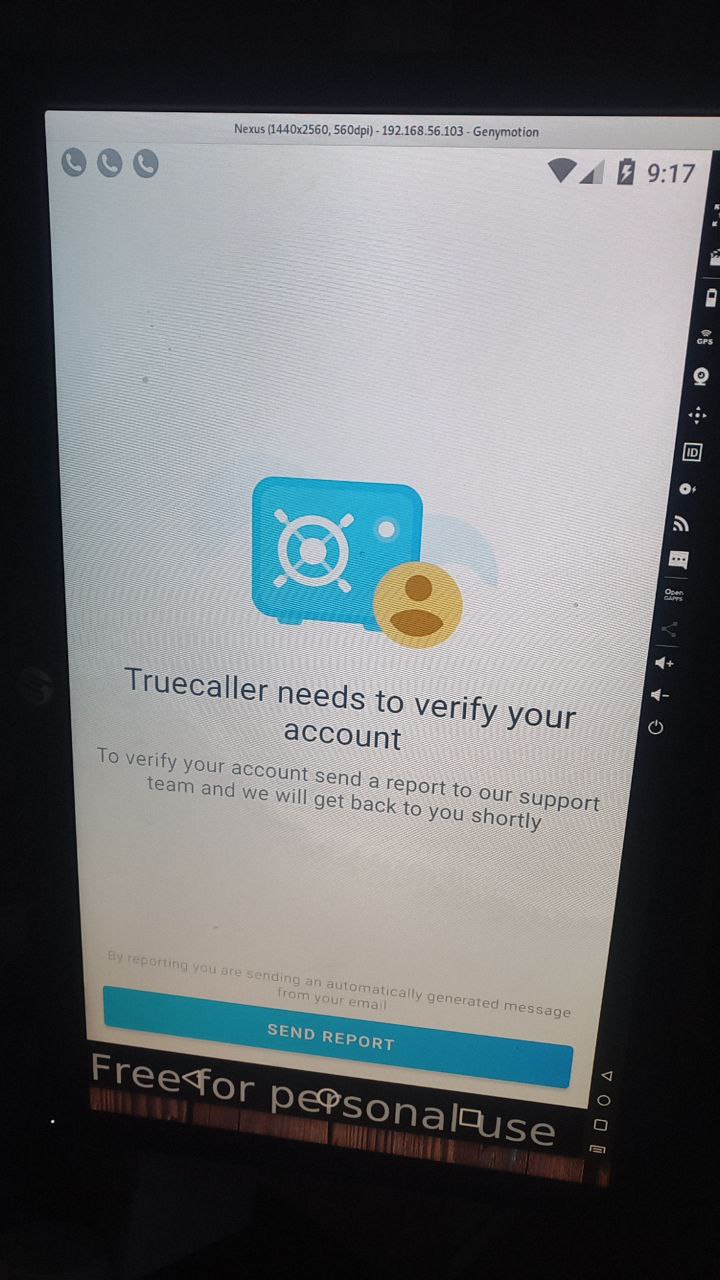 Nexus (1440x2560, 560dpi) - 192.168.56.103 - Genymotion
9:17
GPS
ID
Open
GAPPS
Truecaller needs to verify your
account
To verify your account send a report to our support
team and we will get back to you shortly
By reporting you are sending an automatically generated message
from your email
SEND REPORT
Free for personal use